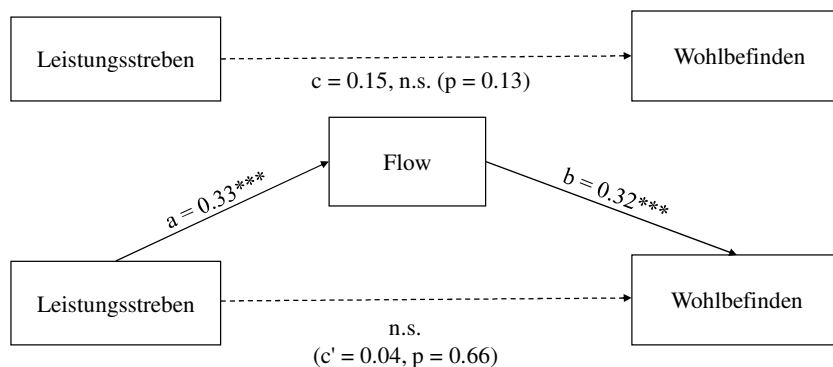 Leistungsstreben
Wohlbefinden
c = 0.15, n.s. (p = 0.13)
Flow
a = 0.33***
b = 0.32***
Leistungsstreben
Wohlbefinden
n.s.
(c' = 0.04, p = 0.66)